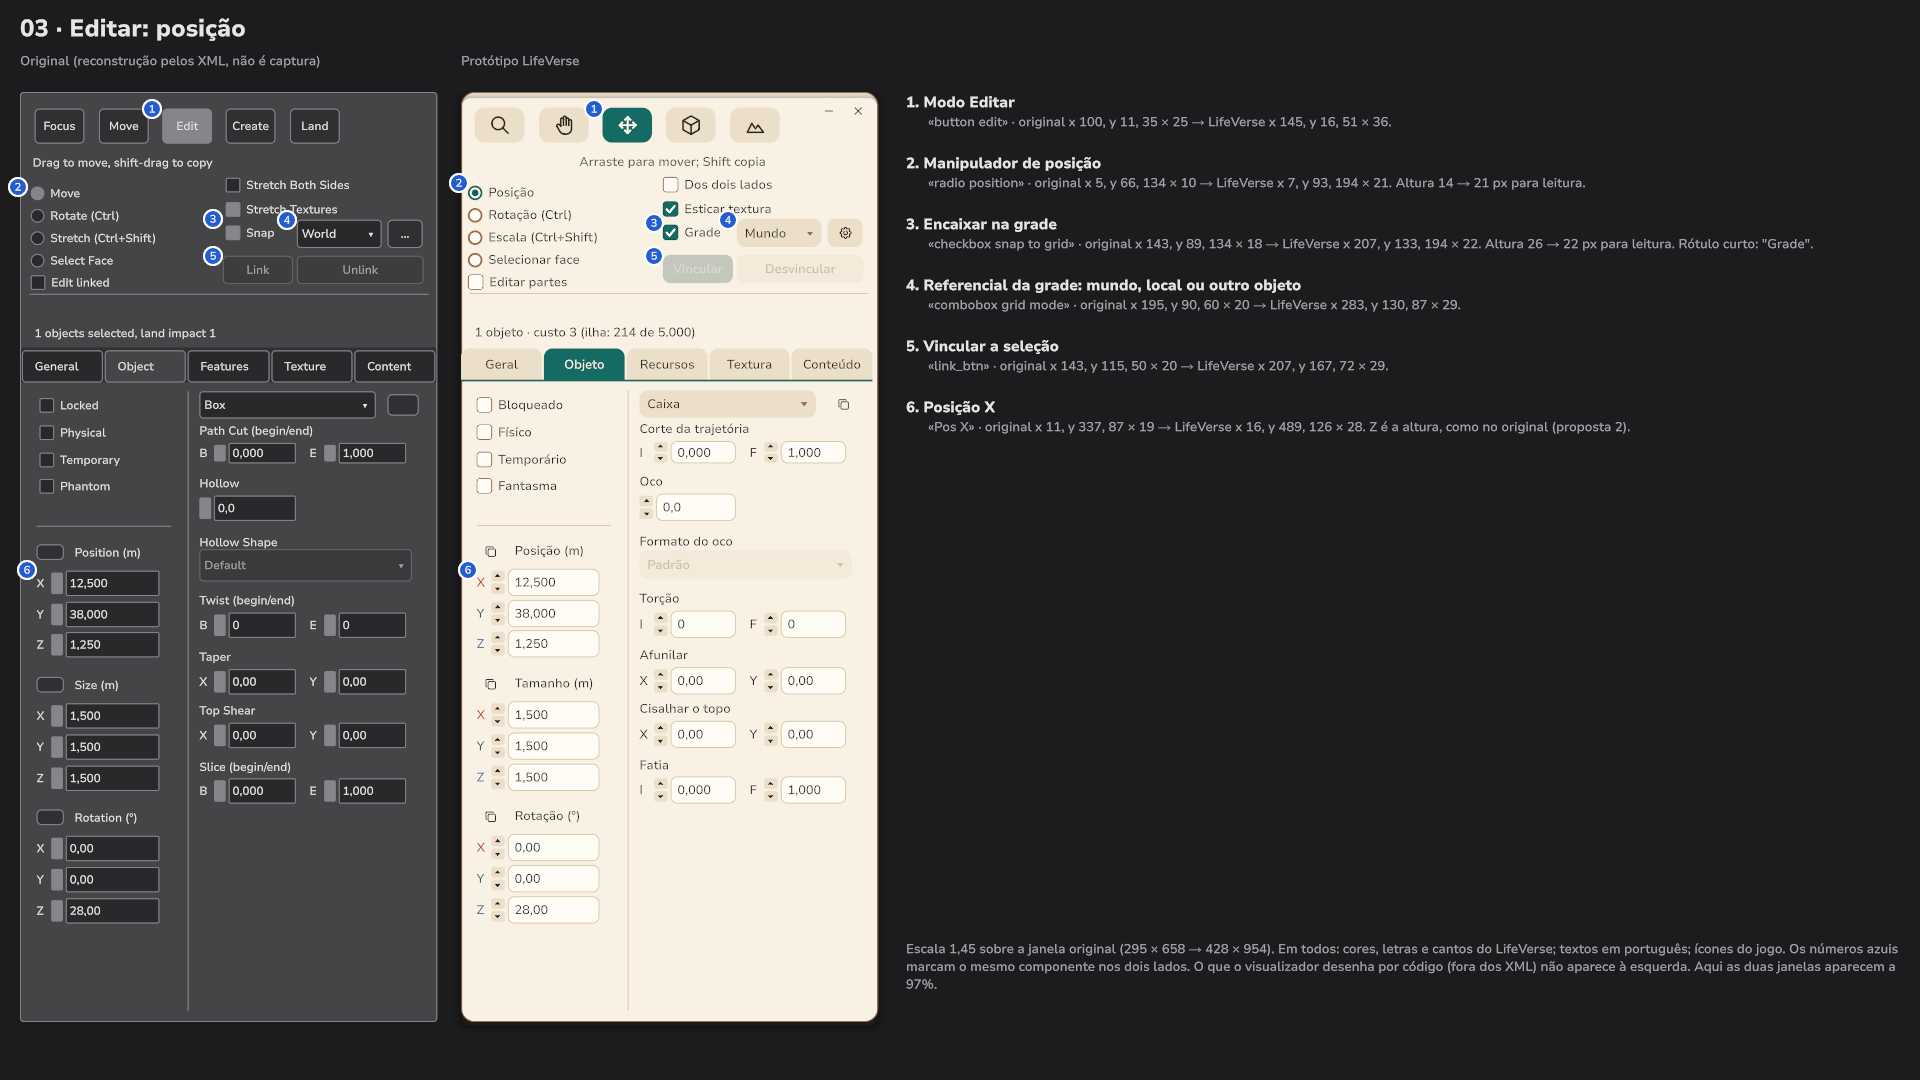 03 · Editar: posição
Original (reconstrução pelos XML, não é captura)
Protótipo LifeVerse
Focus
Move
1
Edit
Create
Land
Drag to move, shift-drag to copy
2
Move
Rotate (Ctrl)
Stretch (Ctrl+Shift)
Select Face
Edit linked
Stretch Both Sides
Stretch Textures
3
Snap
4
World
...
5
Link
Unlink
1 objects selected, land impact 1
General
Object
Features
Texture
Content
Locked
Physical
Temporary
Phantom
Position (m)
6
X
12,500
Y
38,000
Z
1,250
Size (m)
X
1,500
Y
1,500
Z
1,500
Rotation (°)
X
0,00
Y
0,00
Z
28,00
Box
Path Cut (begin/end)
B
0,000
E
1,000
Hollow
0,0
Hollow Shape
Default
Twist (begin/end)
B
0
E
0
Taper
X
0,00
Y
0,00
Top Shear
X
0,00
Y
0,00
Slice (begin/end)
B
0,000
E
1,000
1
Arraste para mover; Shift copia
2
Posição
Rotação (Ctrl)
Escala (Ctrl+Shift)
Selecionar face
Editar partes
Dos dois lados
Esticar textura
3
Grade
4
Mundo
5
Vincular
Desvincular
1 objeto · custo 3 (ilha: 214 de 5.000)
Geral
Objeto
Recursos
Textura
Conteúdo
Bloqueado
Físico
Temporário
Fantasma
Posição (m)
6
X
12,500
Y
38,000
Z
1,250
Tamanho (m)
X
1,500
Y
1,500
Z
1,500
Rotação (°)
X
0,00
Y
0,00
Z
28,00
Caixa
Corte da trajetória
I
0,000
F
1,000
Oco
0,0
Formato do oco
Padrão
Torção
I
0
F
0
Afunilar
X
0,00
Y
0,00
Cisalhar o topo
X
0,00
Y
0,00
Fatia
I
0,000
F
1,000
1. Modo Editar
«button edit» · original x 100, y 11, 35 × 25 → LifeVerse x 145, y 16, 51 × 36.
2. Manipulador de posição
«radio position» · original x 5, y 66, 134 × 10 → LifeVerse x 7, y 93, 194 × 21. Altura 14 → 21 px para leitura.
3. Encaixar na grade
«checkbox snap to grid» · original x 143, y 89, 134 × 18 → LifeVerse x 207, y 133, 194 × 22. Altura 26 → 22 px para leitura. Rótulo curto: "Grade".
4. Referencial da grade: mundo, local ou outro objeto
«combobox grid mode» · original x 195, y 90, 60 × 20 → LifeVerse x 283, y 130, 87 × 29.
5. Vincular a seleção
«link_btn» · original x 143, y 115, 50 × 20 → LifeVerse x 207, y 167, 72 × 29.
6. Posição X
«Pos X» · original x 11, y 337, 87 × 19 → LifeVerse x 16, y 489, 126 × 28. Z é a altura, como no original (proposta 2).
Escala 1,45 sobre a janela original (295 × 658 → 428 × 954). Em todos: cores, letras e cantos do LifeVerse; textos em português; ícones do jogo. Os números azuis
marcam o mesmo componente nos dois lados. O que o visualizador desenha por código (fora dos XML) não aparece à esquerda. Aqui as duas janelas aparecem a
97%.